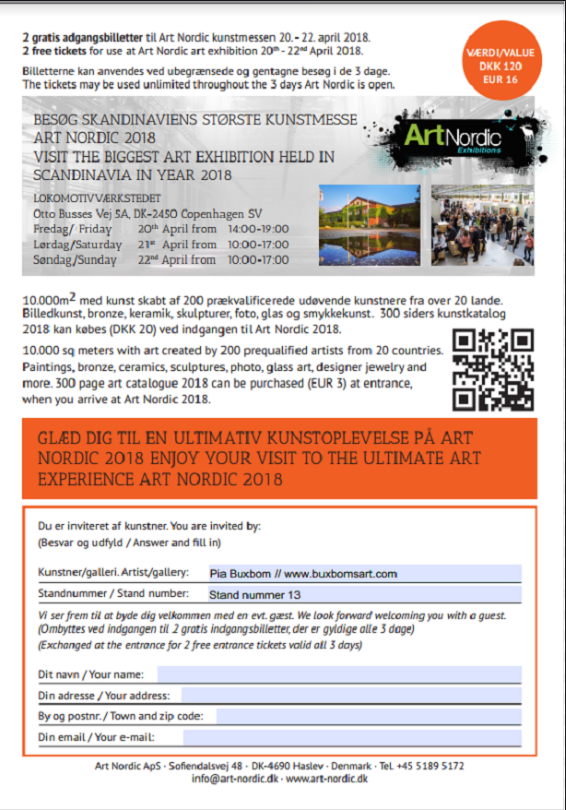 2 gratis adgangsbilletter til Art Nordic kunstmessen 20. - 22. april 2018.
2 free tickets for use at Art Nordic art exhibition 20th - 22nd April 2018.
VÆRDI/VALUE
DKK 120
EUR 16
Billetterne kan anvendes ved ubegrænsede og gentagne besøg i de 3 dage.
The tickets may be used unlimited throughout the 3 days Art Nordic is open.
BESØG SKANDINAVIENS STØRSTE KUNSTMESSE
ART NORDIC 2018
VISIT THE BIGGEST ART EXHIBITION HELD IN
SCANDINAVIA IN YEAR 2018
ArtNordic
Exhibitions
LOKOMOTIVVÆRKSTEDET
Otto Busses Vej 5A, DK-2450 Copenhagen SV
Fredag/ Friday 20th April from 14:00-19:00
Lørdag/Saturday 21st April from 10:00-17:00
Søndag/Sunday 22nd April from 10:00-17:00
10.000m2 med kunst skabt af 200 prækvalificerede udøvende kunstnere fra over 20 lande.
Billedkunst, bronze, keramik, skulpturer, foto, glas og smykkekunst. 300 siders kunstkatalog
2018 kan købes (DKK 20) ved indgangen til Art Nordic 2018.
10.000 sq meters with art created by 200 prequalified artists from 20 countries.
Paintings, bronze, ceramics, sculptures, photo, glass art, designer jewelry and
more. 300 page art catalogue 2018 can be purchased (EUR 3) at entrance,
when you arrive at Art Nordic 2018.
GLÆD DIG TIL EN ULTIMATIV KUNSTOPLEVELSE PÅ ART
NORDIC 2018 ENJOY YOUR VISIT TO THE ULTIMATE ART
EXPERIENCE ART NORDIC 2018
Du er inviteret af kunstner. You are invited by:
(Besvar og udfyld / Answer and fill in)
Kunstner/galleri. Artist/gallery: Pia Buxbom // www.buxbomsart.com
Standnummer / Stand number: Stand nummer 13
Vi ser frem til at byde dig velkommen med en evt. gæst. We look forward welcoming you with a guest.
(Ombyttes ved indgangen til 2 gratis indgangsbilletter, der er gyldige alle 3 dage)
(Exchanged at the entrance for 2 free entrance tickets valid all 3 days)
Dit navn / Your name:
Din adresse / Your address:
By og postnr. / Town and zip code:
Din email / Your e-mail:
Art Nordic ApS · Sofiendalsvej 48 · DK-4690 Haslev · Denmark · Tel. +45 5189 5172
info@art-nordic.dk · www.art-nordic.dk